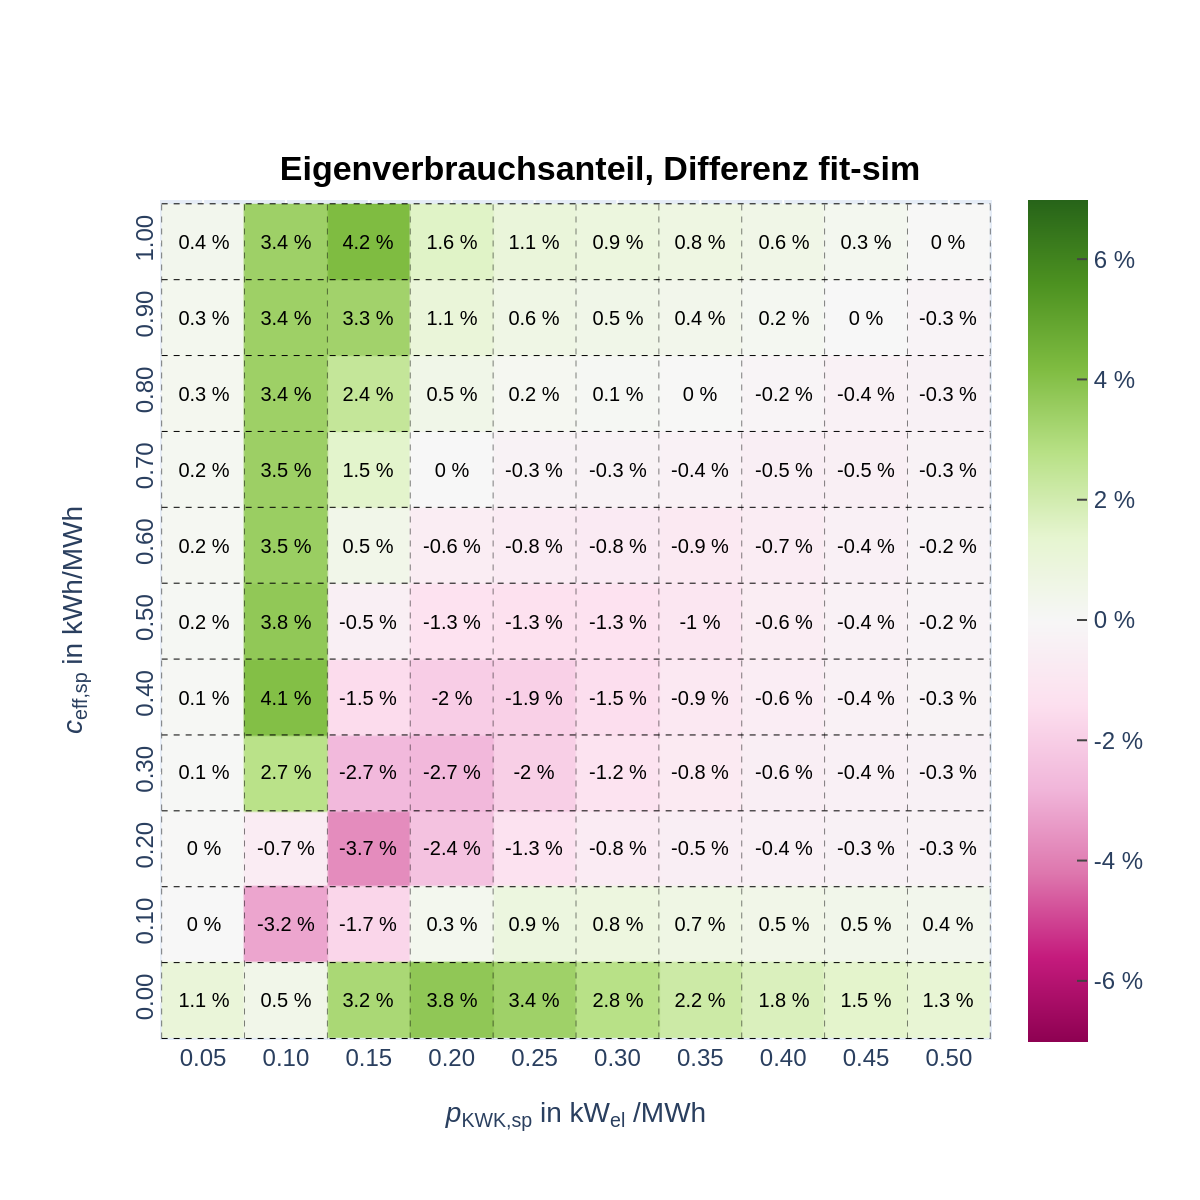 Eigenverbrauchsanteil, Differenz fit-sim
1.00 0.4 % 3.4 % 4.2 % 1.6 % 1.1 % 0.9 % 0.8 % 0.6 % 0.3 % 0 %
0.90 0.3 % 3.4 % 3.3 % 1.1 % 0.6 % 0.5 % 0.4 % 0.2 % 0 % -0.3 %
0.80 0.3 % 3.4 % 2.4 % 0.5 % 0.2 % 0.1 % 0 % -0.2 % -0.4 % -0.3 %
0.70 0.2 % 3.5 % 1.5 % 0 % -0.3 % -0.3 % -0.4 % -0.5 % -0.5 % -0.3 %
0.60 0.2 % 3.5 % 0.5 % -0.6 % -0.8 % -0.8 % -0.9 % -0.7 % -0.4 % -0.2 %
0.50 0.2 % 3.8 % -0.5 % -1.3 % -1.3 % -1.3 % -1 % -0.6 % -0.4 % -0.2 %
0.40 0.1 % 4.1 % -1.5 % -2 % -1.9 % -1.5 % -0.9 % -0.6 % -0.4 % -0.3 %
0.30 0.1 % 2.7 % -2.7 % -2.7 % -2 % -1.2 % -0.8 % -0.6 % -0.4 % -0.3 %
0.20 0 % -0.7 % -3.7 % -2.4 % -1.3 % -0.8 % -0.5 % -0.4 % -0.3 % -0.3 %
0.10 0 % -3.2 % -1.7 % 0.3 % 0.9 % 0.8 % 0.7 % 0.5 % 0.5 % 0.4 %
0.00 1.1 % 0.5 % 3.2 % 3.8 % 3.4 % 2.8 % 2.2 % 1.8 % 1.5 % 1.3 %
0.05 0.10 0.15 0.20 0.25 0.30 0.35 0.40 0.45 0.50
p KWK,sp in kW el /MWh
c eff,sp in kWh/MWh
6 %
4 %
2 %
0 %
-2 %
-4 %
-6 %